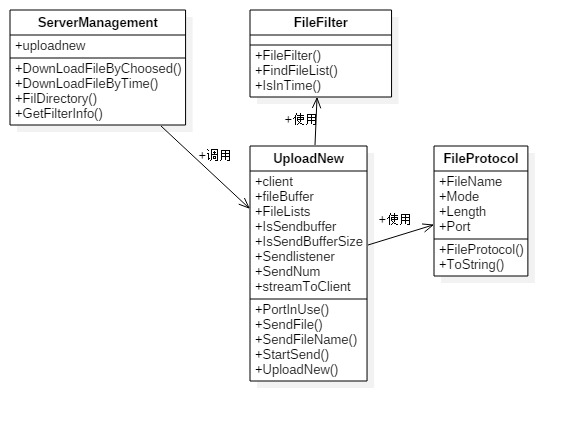 ServerManagement
+uploadnew
+DownLoadFileByChoosed()
+DownLoadFileByTime()
+FilDirectory()
+GetFilterInfo()
FileFilter
+FileFilter()
+FindFileList()
+IsInTime()
+使用
+调用
UploadNew
+client
+fileBuffer
+FileLists
+IsSendbuffer
+IsSendBufferSize
+Sendlistener
+SendNum
+streamToClient
+PortInUse()
+SendFile()
+SendFileName()
+StartSend()
+UploadNew()
+使用
FileProtocol
+FileName
+Mode
+Length
+Port
+FileProtocol()
+ToString()